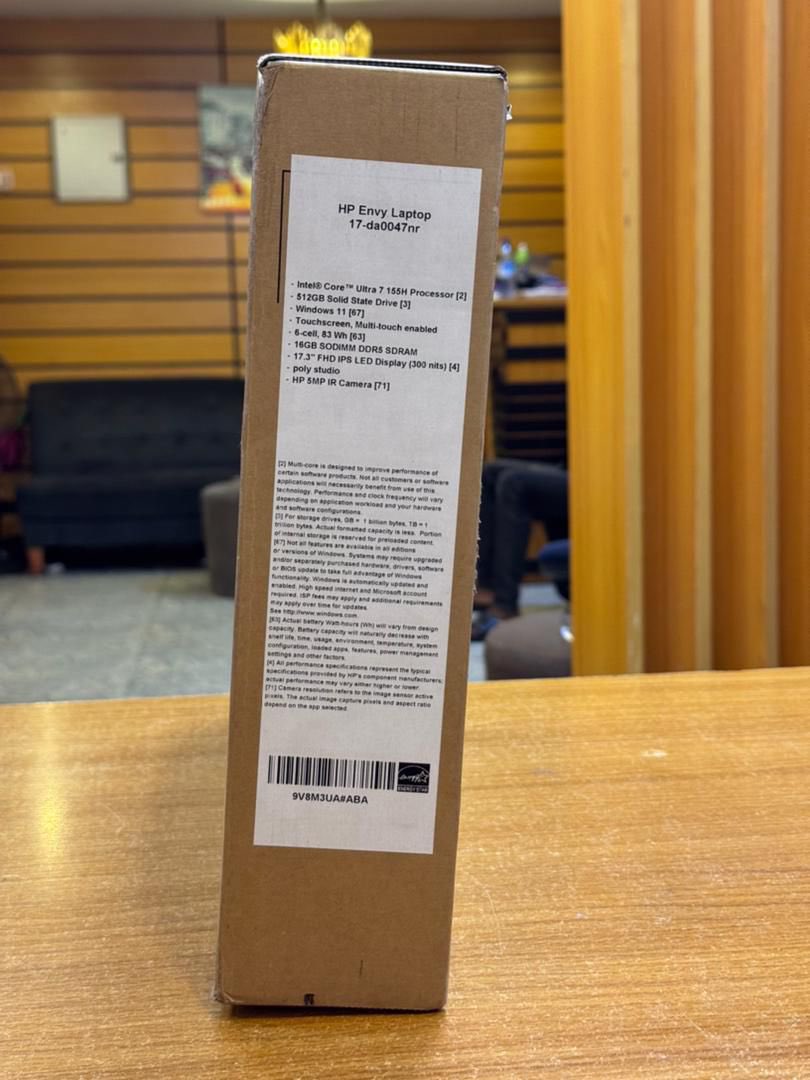 HP Envy Laptop
17-da0047nr
· Intel® Core™ Ultra 7 155H Processor [2]
· 512GB Solid State Drive [3]
· Windows 11 [67]
· Touchscreen, Multi-touch enabled
· 6-cell, 83 Wh [63]
· 16GB SODIMM DDR5 SDRAM
· 17.3" FHD IPS LED Display (300 nits) [4]
· poly studio
· HP 5MP IR Camera [71]
[2] Multi-core is designed to improve performance of
certain software products. Not all customers or software
applications will necessarily benefit from use of this
technology. Performance and clock frequency will vary
depending on application workload and your hardware
and software configurations.
[3] For storage drives, GB = 1 billion bytes, TB = 1
trillion bytes. Actual formatted capacity is less. Portion
of internal storage is reserved for preloaded content.
[67] Not all features are available in all editions
or versions of Windows. Systems may require upgraded
and/or separately purchased hardware, drivers, software
or BIOS update to take full advantage of Windows
functionality. Windows is automatically updated and
enabled. High speed internet and Microsoft account
required. ISP fees may apply and additional requirements
may apply over time for updates.
See http://www.windows.com.
[63] Actual battery Watt-hours (Wh) will vary from design
capacity. Battery capacity will naturally decrease with
shelf life, time, usage, environment, temperature, system
configuration, loaded apps, features, power management
settings and other factors.
[4] All performance specifications represent the typical
specifications provided by HP's component manufacturers;
actual performance may vary either higher or lower.
[71] Camera resolution refers to the image sensor active
pixels. The actual image capture pixels and aspect ratio
depend on the app selected.
energy
ENERGY STAR
9V8M3UA#ABA